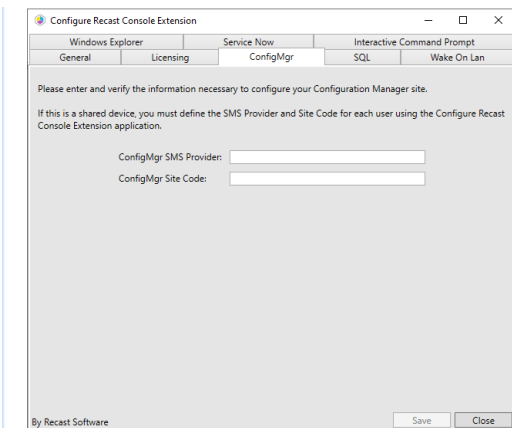 Configure Recast Console Extension
Windows Explorer Service Now Interactive Command Prompt
General Licensing ConfigMgr SQL Wake On Lan
Please enter and verify the information necessary to configure your Configuration Manager site.
If this is a shared device, you must define the SMS Provider and Site Code for each user using the Configure Recast
Console Extension application.
ConfigMgr SMS Provider:
ConfigMgr Site Code:
By Recast Software Save Close